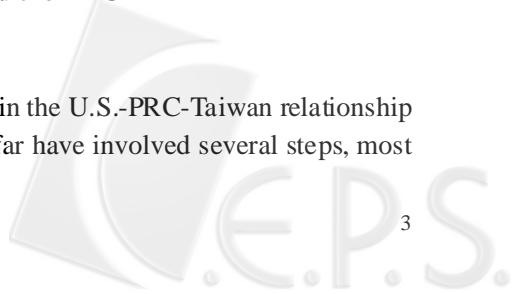 in the U.S.-PRC-Taiwan relationship
far have involved several steps, most
3
C.E.P.S.